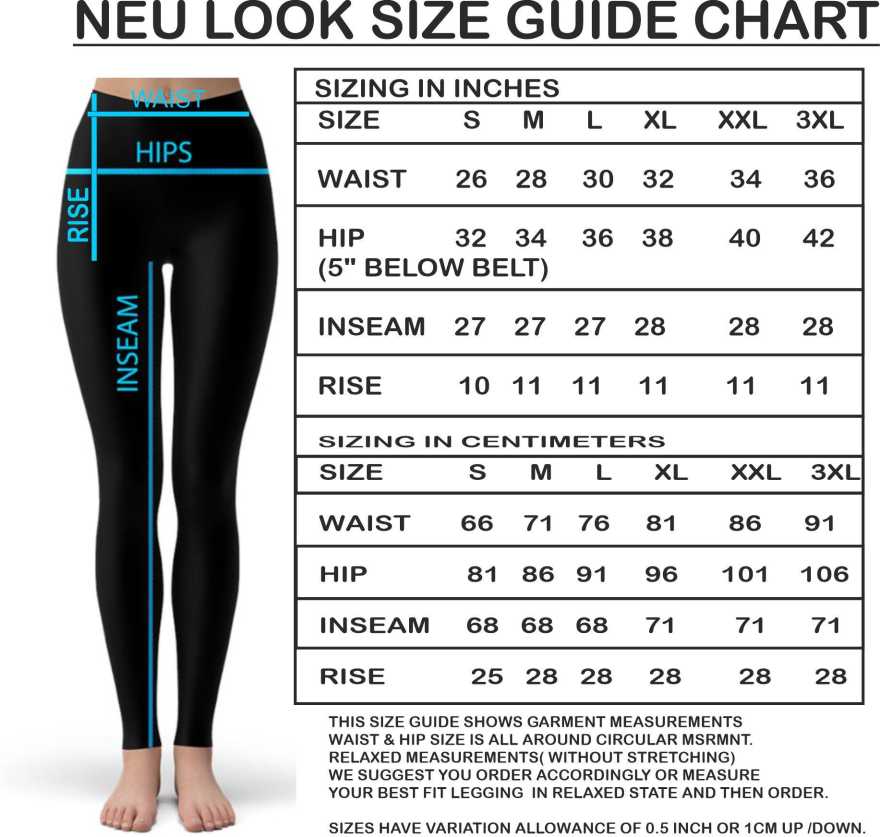 NEU LOOK SIZE GUIDE CHART
WAIST
HIPS
RISE
INSEAM
SIZING IN INCHES
SIZE S M L XL XXL 3XL
WAIST 26 28 30 32 34 36
HIP 32 34 36 38 40 42
(5" BELOW BELT)
INSEAM 27 27 27 28 28 28
RISE 10 11 11 11 11 11
SIZING IN CENTIMETERS
SIZE S M L XL XXL 3XL
WAIST 66 71 76 81 86 91
HIP 81 86 91 96 101 106
INSEAM 68 68 68 71 71 71
RISE 25 28 28 28 28 28
THIS SIZE GUIDE SHOWS GARMENT MEASUREMENTS
WAIST & HIP SIZE IS ALL AROUND CIRCULAR MSRMNT.
RELAXED MEASUREMENTS( WITHOUT STRETCHING)
WE SUGGEST YOU ORDER ACCORDINGLY OR MEASURE
YOUR BEST FIT LEGGING IN RELAXED STATE AND THEN ORDER.
SIZES HAVE VARIATION ALLOWANCE OF 0.5 INCH OR 1CM UP /DOWN.